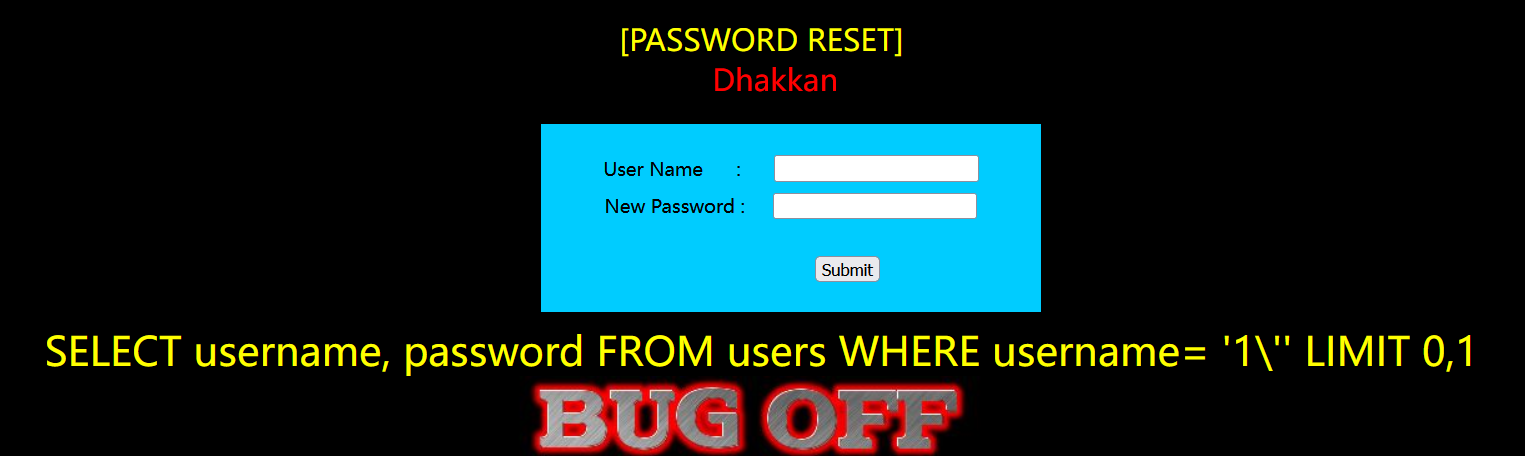 [PASSWORD RESET]
Dhakkan
User Name :
New Password :
Submit
SELECT username, password FROM users WHERE username= '1\'' LIMIT 0,1
BUG OFF